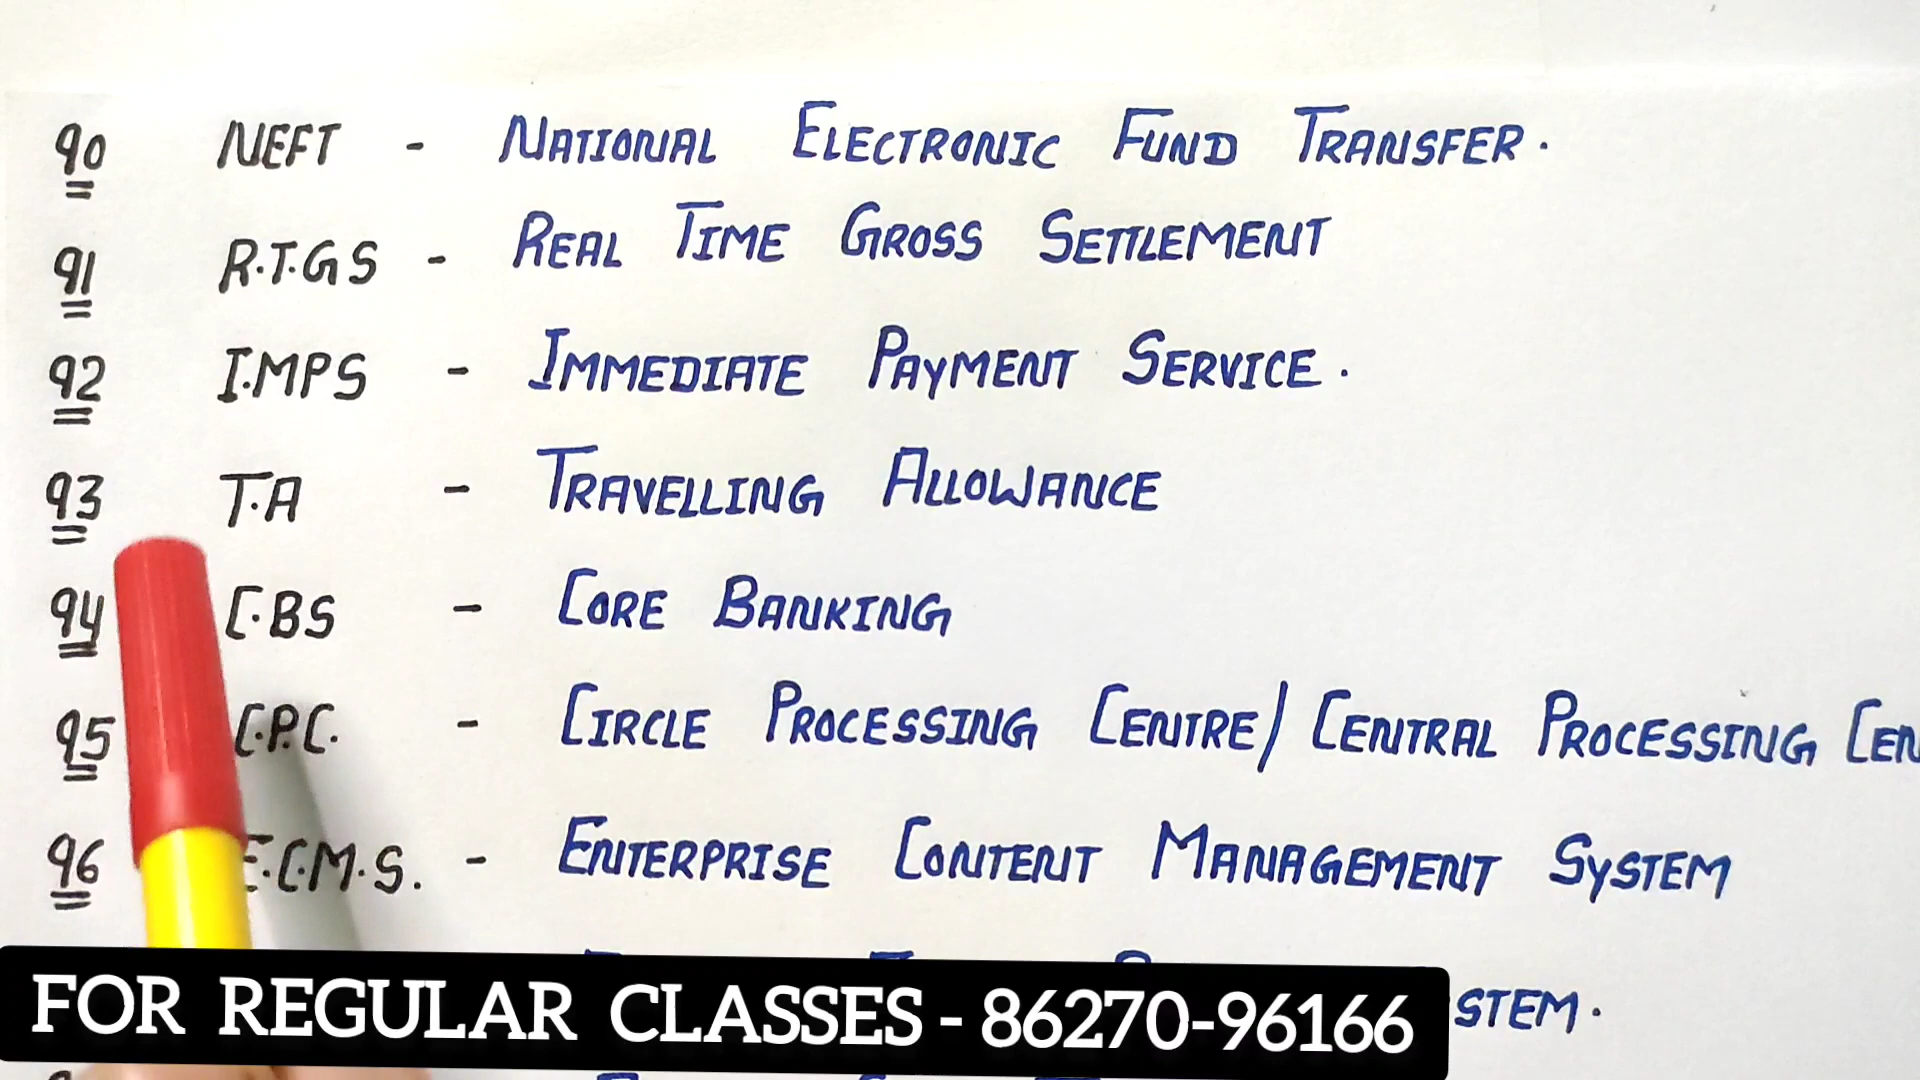 90 NEFT - NATIONAL ELECTRONIC FUND TRANSFER.
91 R.T.G S - REAL TIME GROSS SETTLEMENT
92 I.MPS - IMMEDIATE PAYMENT SERVICE.
93 T.A - TRAVELLING ALLOWANCE
94 C.BS - CORE BANKING
95 C.P.C. - CIRCLE PROCESSING CENTRE/ CENTRAL PROCESSING CEN
96 E.C.M.S. - ENTERPRISE CONTENT MANAGEMENT SYSTEM
STEM.
FOR REGULAR CLASSES - 86270-96166